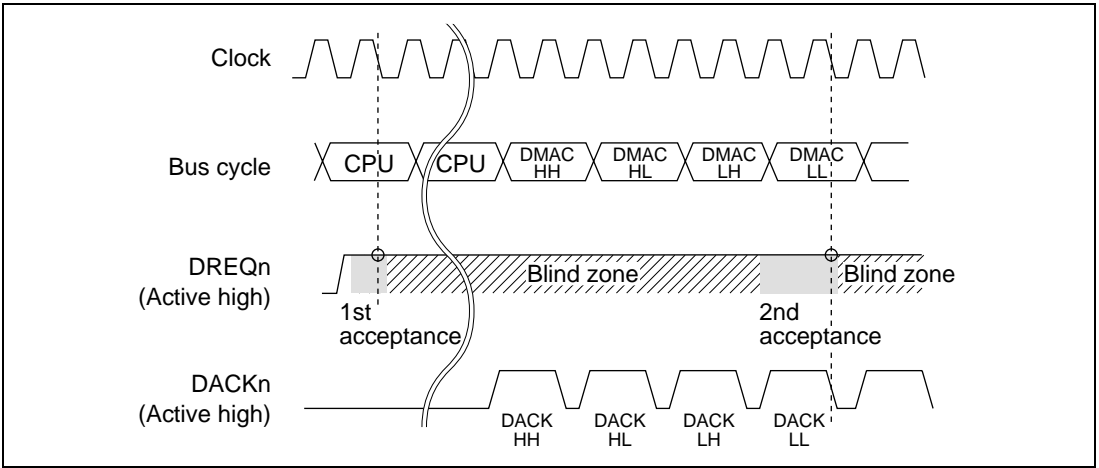 Clock
Bus cycle
CPU
CPU
DMAC
HH
DMAC
HL
DMAC
LH
DMAC
LL
DREQn
(Active high)
Blind zone
Blind zone
1st
acceptance
2nd
acceptance
DACKn
(Active high)
DACK
HH
DACK
HL
DACK
LH
DACK
LL